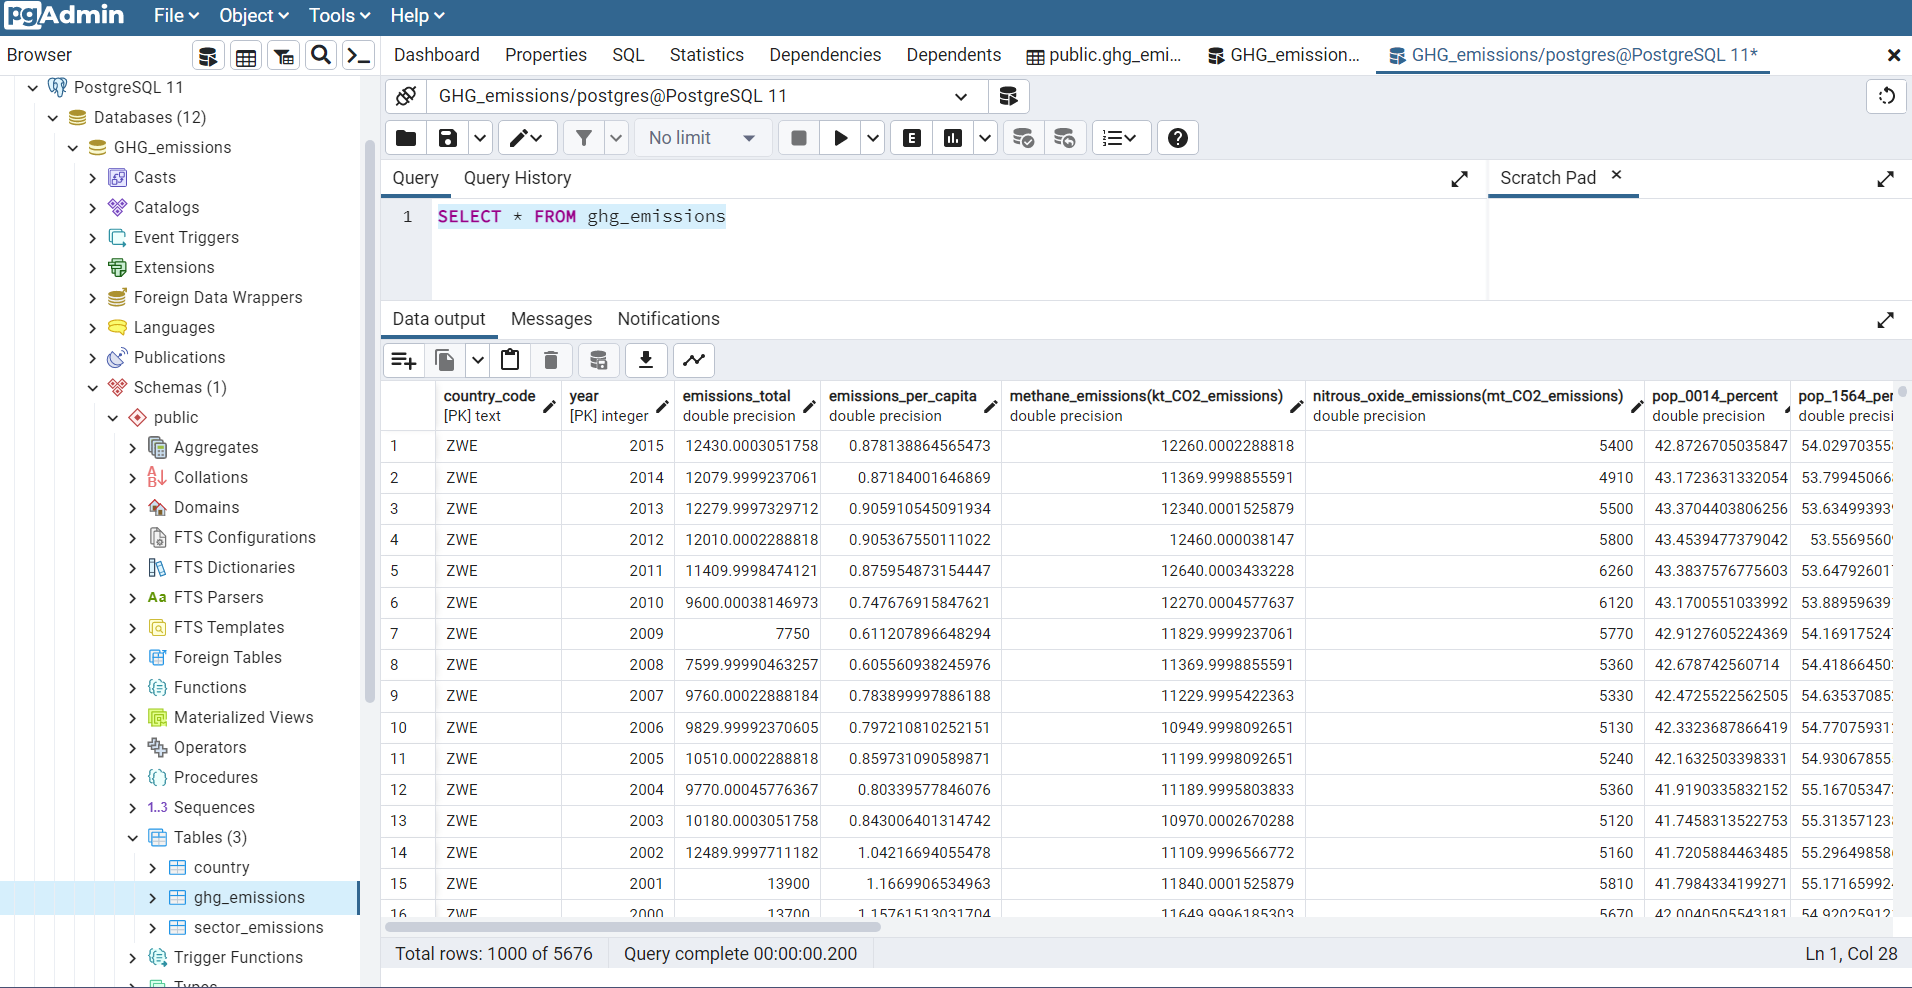 pgAdmin File Object Tools Help
Browser
Dashboard Properties SQL Statistics Dependencies Dependents public.ghg_emi... GHG_emission... GHG_emissions/postgres@PostgreSQL 11*
PostgreSQL 11
Databases (12)
GHG_emissions
Casts
Catalogs
Event Triggers
Extensions
Foreign Data Wrappers
Languages
Publications
Schemas (1)
public
Aggregates
Collations
Domains
FTS Configurations
FTS Dictionaries
Aa FTS Parsers
FTS Templates
Foreign Tables
Functions
Materialized Views
Operators
Procedures
1..3 Sequences
Tables (3)
country
ghg_emissions
sector_emissions
Trigger Functions
Types
GHG_emissions/postgres@PostgreSQL 11
No limit
E
Query Query History
Scratch Pad
1 SELECT * FROM ghg_emissions
Data output Messages Notifications
country_code year emissions_total emissions_per_capita methane_emissions(kt_CO2_emissions) nitrous_oxide_emissions(mt_CO2_emissions) pop_0014_percent pop_1564_per
[PK] text [PK] integer double precision double precision double precision double precision double precision double precisi
1 ZWE 2015 12430.0003051758 0.878138864565473 12260.0002288818 5400 42.8726705035847 54.02970355
2 ZWE 2014 12079.9999237061 0.87184001646869 11369.9998855591 4910 43.1723631332054 53.79945066
3 ZWE 2013 12279.9997329712 0.905910545091934 12340.0001525879 5500 43.3704403806256 53.63499393
4 ZWE 2012 12010.0002288818 0.905367550111022 12460.000038147 5800 43.4539477379042 53.5569560
5 ZWE 2011 11409.9998474121 0.875954873154447 12640.0003433228 6260 43.3837576775603 53.64792601
6 ZWE 2010 9600.00038146973 0.747676915847621 12270.0004577637 6120 43.1700551033992 53.88959639
7 ZWE 2009 7750 0.611207896648294 11829.9999237061 5770 42.9127605224369 54.16917524
8 ZWE 2008 7599.99990463257 0.605560938245976 11369.9998855591 5360 42.678742560714 54.41866450
9 ZWE 2007 9760.00022888184 0.783899997886188 11229.9995422363 5330 42.4725522562505 54.63537085
10 ZWE 2006 9829.99992370605 0.797210810252151 10949.9998092651 5130 42.3323687866419 54.77075931
11 ZWE 2005 10510.0002288818 0.859731090589871 11199.9998092651 5240 42.1632503398331 54.93067855
12 ZWE 2004 9770.00045776367 0.80339577846076 11189.9995803833 5360 41.9190335832152 55.16705347
13 ZWE 2003 10180.0003051758 0.843006401314742 10970.0002670288 5120 41.7458313522753 55.31357123
14 ZWE 2002 12489.9997711182 1.04216694055478 11109.9996566772 5160 41.7205884463485 55.29649858
15 ZWE 2001 13900 1.1669906534963 11840.0001525879 5810 41.7984334199271 55.17165992
16 ZWE 2000 13700 1.15761513031704 11649.9996185303 5670 42.0040505543181 54.92025912
Total rows: 1000 of 5676 Query complete 00:00:00.200 Ln 1, Col 28